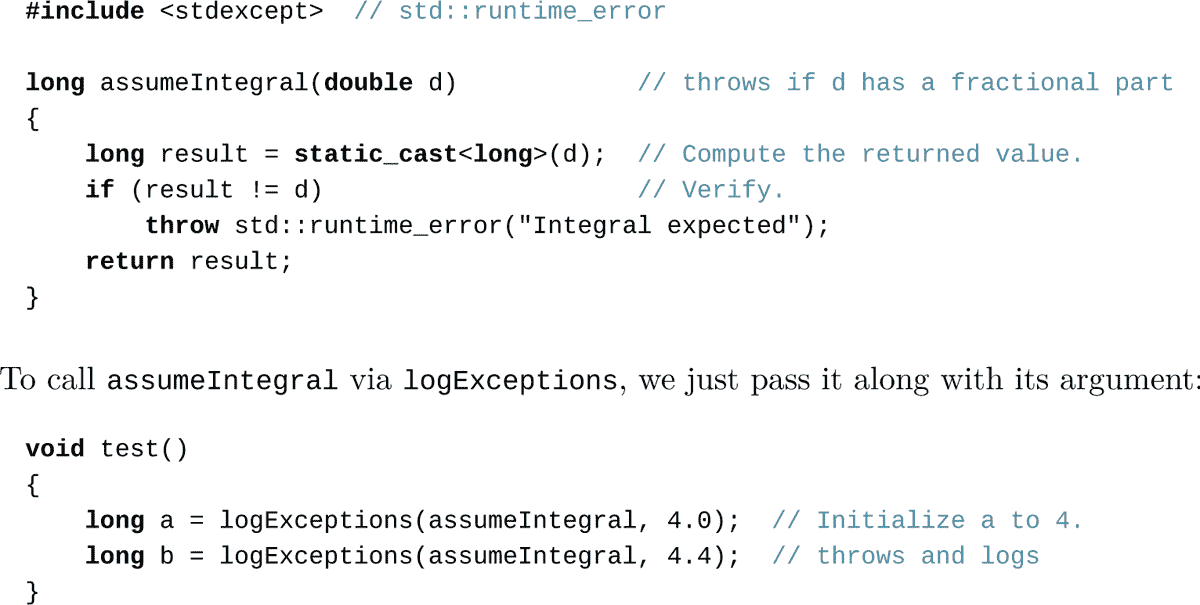 #include <stdexcept>  // std::runtime_error
long assumeIntegral(double d)            // throws if d has a fractional part
{
    long result = static_cast<long>(d);  // Compute the returned value.
    if (result != d)                     // Verify.
        throw std::runtime_error("Integral expected");
    return result;
}
To call assumeIntegral via logExceptions, we just pass it along with its argument:
void test()
{
    long a = logExceptions(assumeIntegral, 4.0);  // Initialize a to 4.
    long b = logExceptions(assumeIntegral, 4.4);  // throws and logs
}